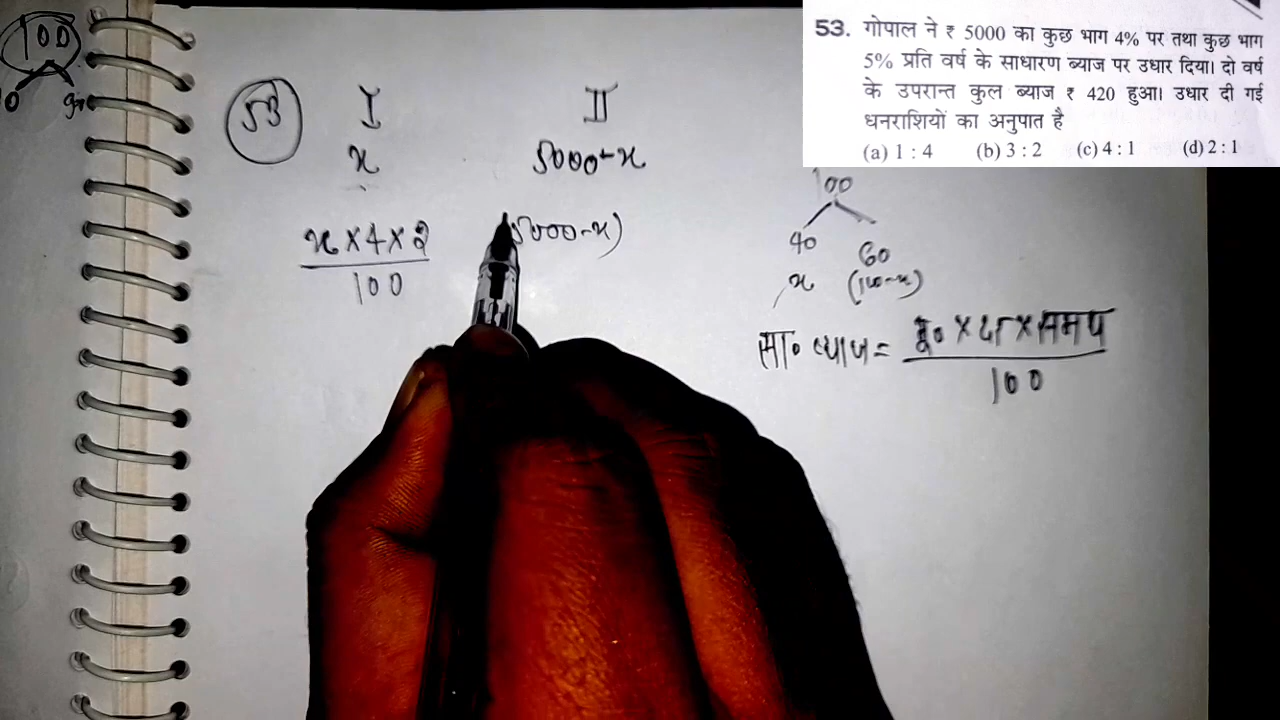 53. गोपाल ने ₹ 5000 का कुछ भाग 4% पर तथा कुछ भाग
5% प्रति वर्ष के साधारण ब्याज पर उधार दिया। दो वर्ष
के उपरान्त कुल ब्याज ₹ 420 हुआ। उधार दी गई
धनराशियों का अनुपात है
(a) 1 : 4 (b) 3 : 2 (c) 4 : 1 (d) 2 : 1
100
53 I II
x 5000-x
x×4×2
100
5000-x)
100
40 60
x (100-x)
सा० ब्याज = मू० × दर × समय
100